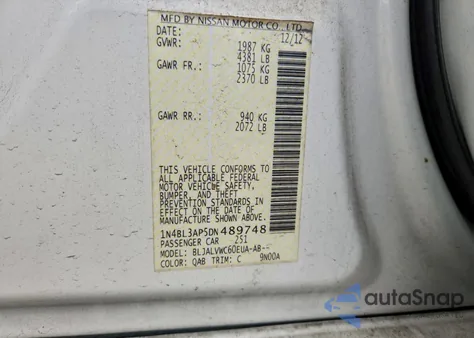 MFD BY NISSAN MOTOR CO., LTD.
DATE: 12/12
GVWR: 1987 KG
4381 LB
GAWR FR.: 1075 KG
2370 LB
GAWR RR.: 940 KG
2072 LB
THIS VEHICLE CONFORMS TO
ALL APPLICABLE FEDERAL
MOTOR VEHICLE SAFETY,
BUMPER, AND THEFT
PREVENTION STANDARDS
IN EFFECT ON THE DATE OF
MANUFACTURE SHOWN ABOVE.
1N4BL3AP5DN489748
PASSENGER CAR 2S1
MODEL: BLJALVWC60EUA-AB--
COLOR: QAB TRIM: C 9N00A
autoSnap